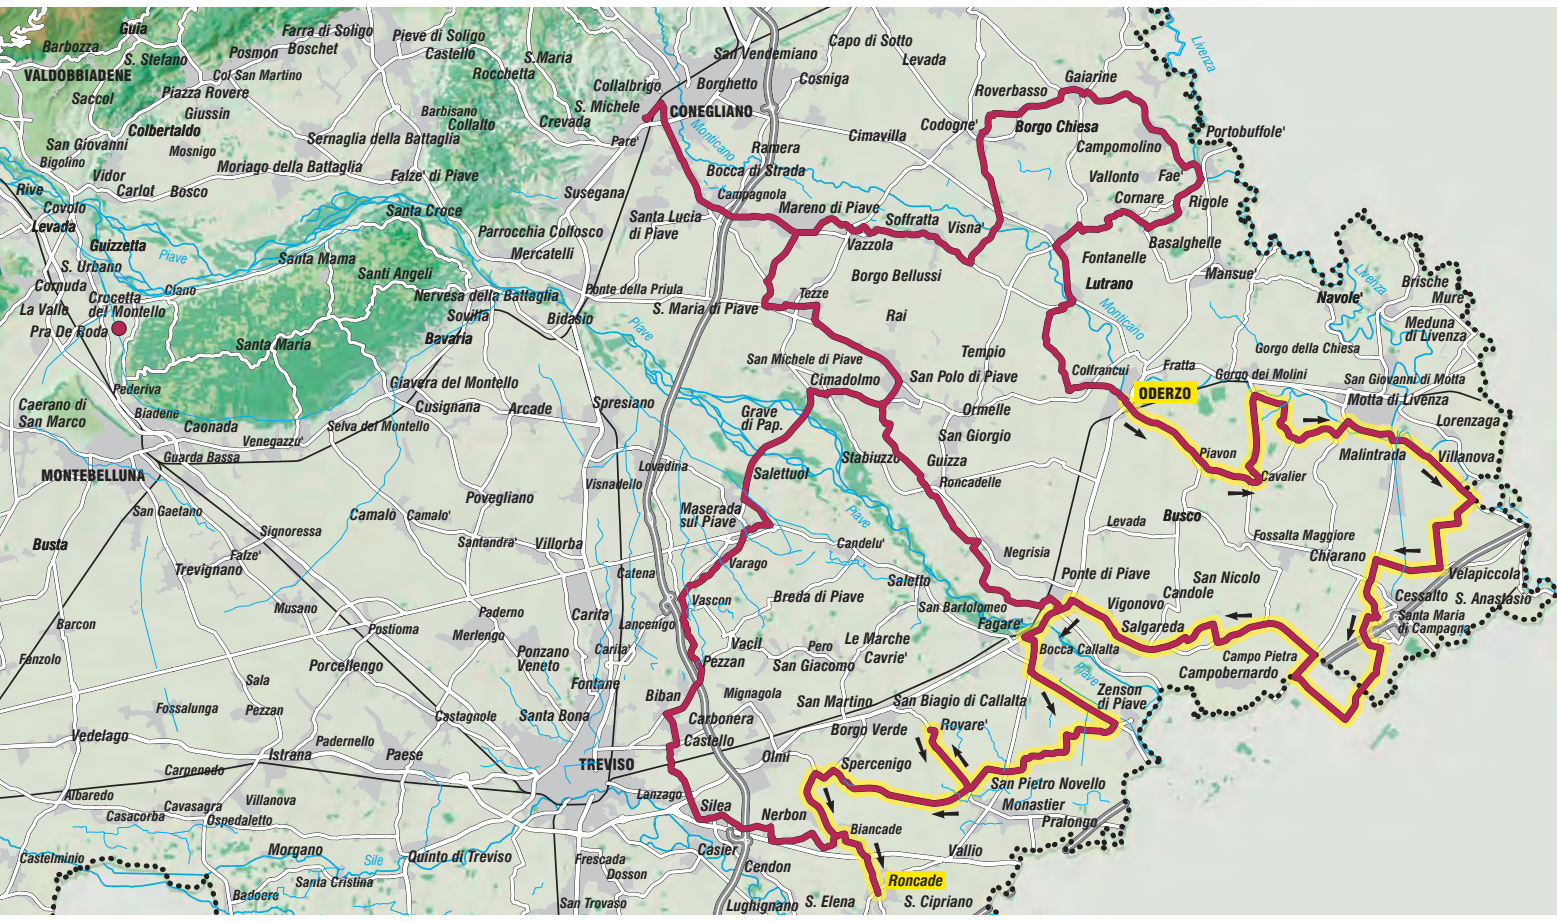 Guia
Farra di Soligo
Pieve di Soligo
Capo di Sotto
Livenza
Barbozza
S. Stefano
Posmon
Boschet
Castello
S.Maria
San Vendemiano
Levada
VALDOBBIADENE
Col San Martino
Rocchetta
Collalbrigo
Borghetto
Cosniga
Gaiarine
Saccol
Piazza Rovere
S. Michele
CONEGLIANO
Roverbasso
Giussin
Barbisano
Collalto
Crevada
Codogne'
Borgo Chiesa
Portobuffole'
Colbertaldo
Sernaglia della Battaglia
Pare'
Monticano
Cimavilla
San Giovanni
Mosnigo
Ramera
Campomolino
Bigolino
Vidor
Moriago della Battaglia
Falze' di Piave
Bocca di Strada
Vallonto
Fae'
Rive
Carlot
Bosco
Susegana
Campagnola
Cornare
Rigole
Covolo
Santa Croce
Santa Lucia
di Piave
Mareno di Piave
Soffratta
Visna'
Levada
Parrocchia Colfosco
Vazzola
Basalghelle
Guizzetta
Piave
Santa Mama
Mercatelli
Fontanelle
S. Urbano
Santi Angeli
Borgo Bellussi
Mansue'
Livenza
Brische
Cornuda
Ciano
Nervesa della Battaglia
Ponte della Priula
Tezze
Lutrano
Navole'
Mure
La Valle
Crocetta
del Montello
Sovilla
Bidasio
S. Maria di Piave
Rai
Monticano
Meduna
di Livenza
Pra De Roda
Santa Maria
Bavaria
Piave
Tempio
Gorgo della Chiesa
San Michele di Piave
Colfrancui
Fratta
Gorgo dei Molini
San Giovanni di Motta
Pederiva
Giavera del Montello
Cimadolmo
San Polo di Piave
ODERZO
Motta di Livenza
Caerano di
San Marco
Biadene
Cusignana
Arcade
Spresiano
Grave
di Pap.
Ormelle
Lorenzaga
Caonada
Selva del Montello
San Giorgio
Venegazzu'
Piavon
Malintrada
Villanova
Guarda Bassa
Lovadina
Stabiuzzo
Guizza
MONTEBELLUNA
Visnadello
Salettuol
Roncadelle
Cavalier
San Gaetano
Camalo
Camalo'
Povegliano
Maserada
sul Piave
Piave
Levada
Busco
Signoressa
Fossalta Maggiore
Busta
Falze'
Santandra'
Villorba
Candelu'
Negrisia
Chiarano
Trevignano
Catena
Varago
Saletto
Ponte di Piave
San Nicolo
Velapiccola
Musano
Vascon
Breda di Piave
San Bartolomeo
Candole
Cessalto
S. Anastasio
Barcon
Paderno
Carita'
Lancenigo
Fagare'
Vigonovo
Santa Maria
di Campagna
Postioma
Merlengo
Vacil
Pero
Le Marche
Salgareda
Fanzolo
Porcellengo
Ponzano
Veneto
Carita'
Pezzan
San Giacomo
Cavrie'
Bocca Callalta
Campo Pietra
Campobernardo
Sala
Fontane
Biban
Mignagola
San Martino
San Biagio di Callalta
Piave
Zenson
di Piave
Fossalunga
Pezzan
Castagnole
Santa Bona
Carbonera
Borgo Verde
Rovare'
Vedelago
Padernello
Castello
Istrana
Paese
TREVISO
Olmi
Spercenigo
Carpenedo
San Pietro Novello
Albaredo
Cavasagra
Villanova
Lanzago
Silea
Nerbon
Monastier
Casacorba
Ospedaletto
Biancade
Pralongo
Castelminio
Morgano
Sile
Quinto di Treviso
Frescada
Casier
Cendon
Vallio
Dosson
Santa Cristina
Roncade
Badoere
San Trovaso
Lughignano
S. Elena
S. Cipriano